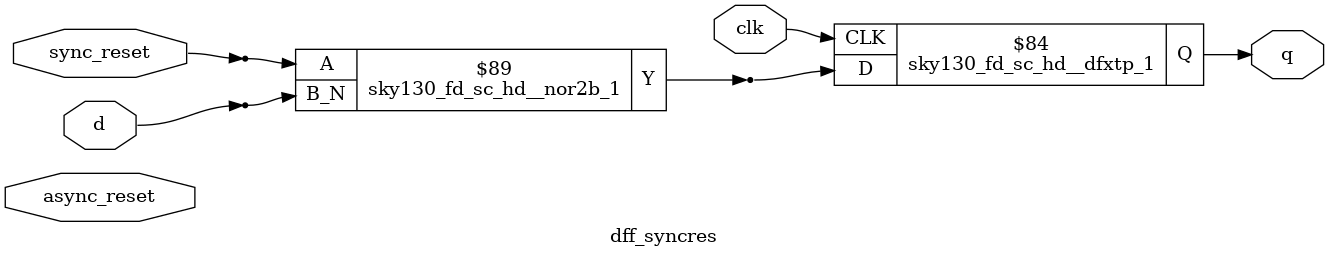 sync_reset
d
async_reset
A
B_N
$89
sky130_fd_sc_hd__nor2b_1
Y
clk
CLK
D
$84
sky130_fd_sc_hd__dfxtp_1
Q
q
dff_syncres